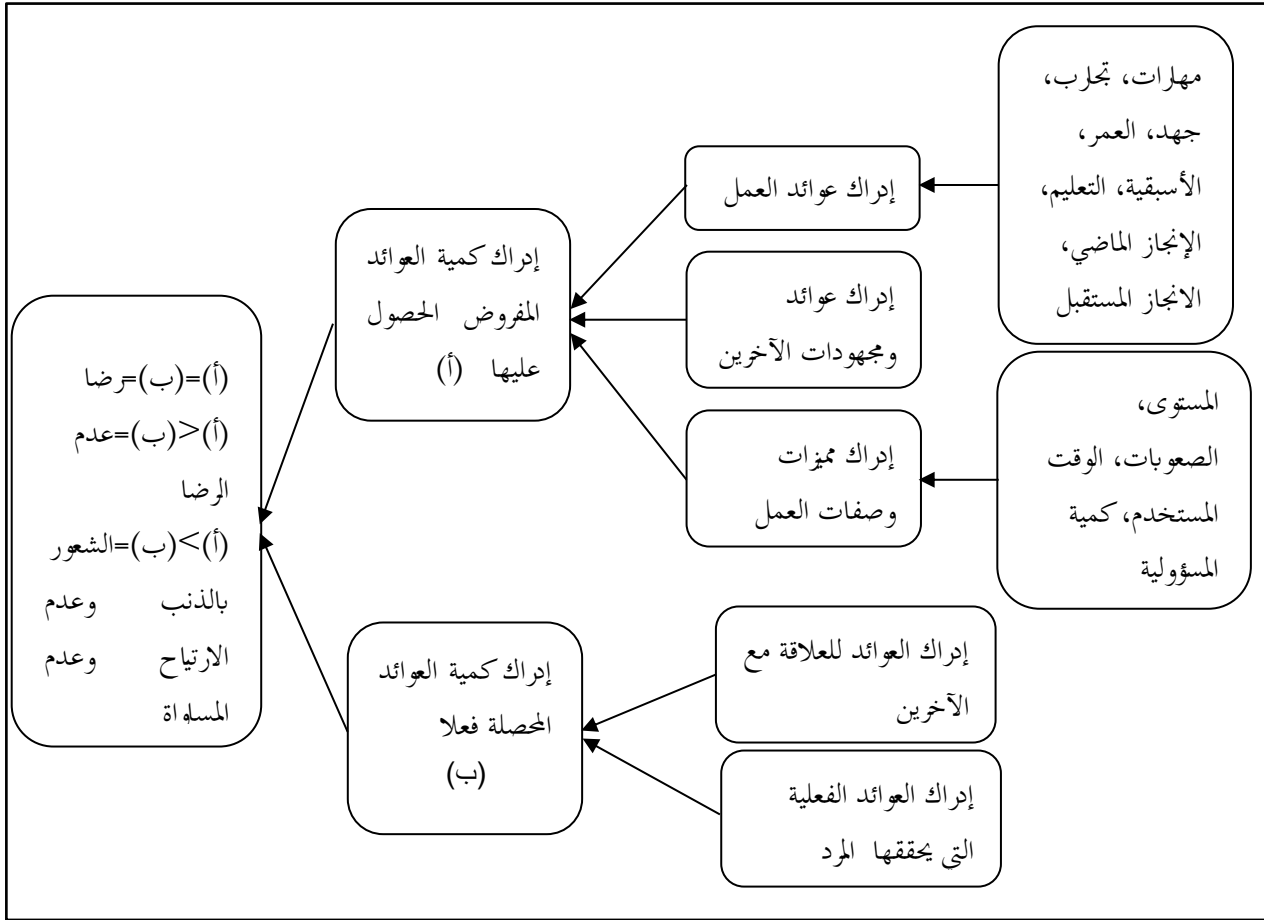 مهارات، تجارب،
جهد، العمر،
الأسبقية، التعليم،
الإنجاز الماضي،
الانجاز المستقبل
إدراك عوائد العمل
إدراك عوائد
ومجهودات الآخرين
إدراك كمية العوائد
المفروض الحصول
عليها (أ)
المستوى،
الصعوبات، الوقت
المستخدم، كمية
المسؤولية
إدراك مميزات
وصفات العمل
(أ)=(ب)=رضا
(أ)>(ب)=عدم
الرضا
(أ)<(ب)=الشعور
بالذنب وعدم
الارتياح وعدم
المساواة
إدراك العوائد للعلاقة مع
الآخرين
إدراك كمية العوائد
المحصلة فعلا
(ب)
إدراك العوائد الفعلية
التي يحققها المرد